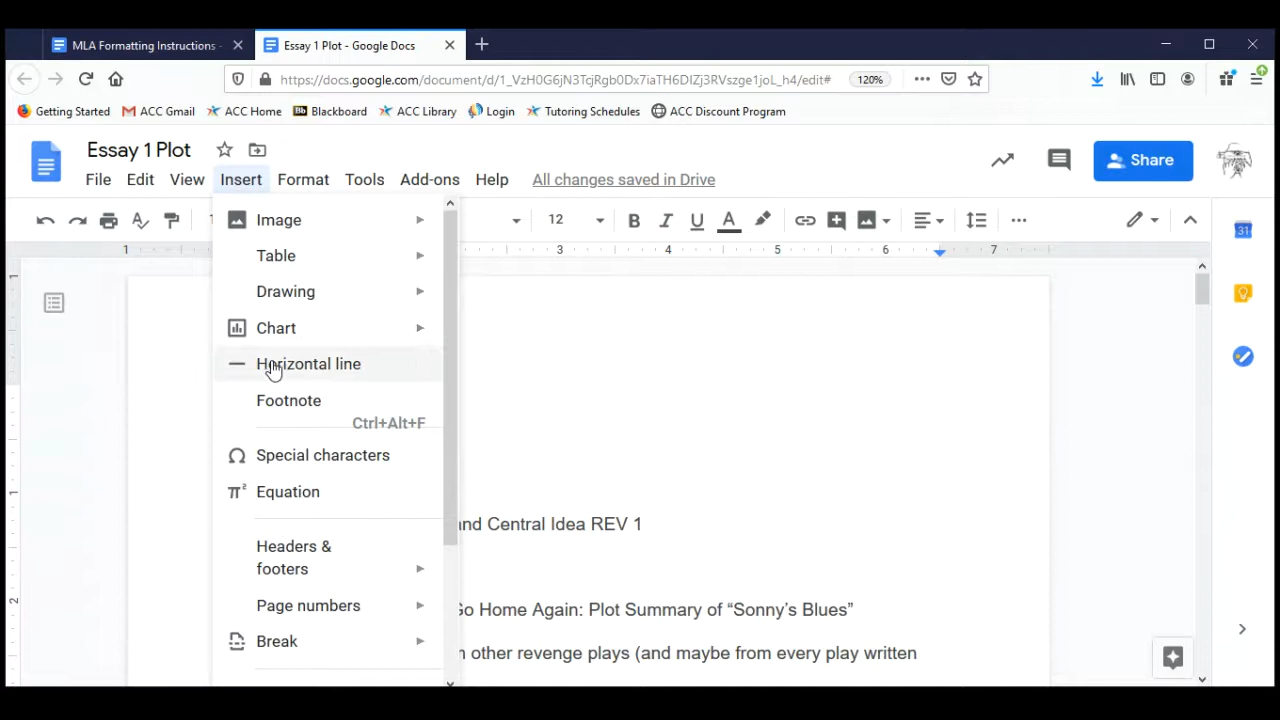 MLA Formatting Instructions -
Essay 1 Plot - Google Docs
https://docs.google.com/document/d/1_VzH0G6jN3TjRgb0Dx7iaTH6DIZj3RVszge1joL_h4/edit#
120%
Getting Started
ACC Gmail
ACC Home
Bb Blackboard
ACC Library
Login
Tutoring Schedules
ACC Discount Program
Essay 1 Plot
Share
File Edit View Insert Format Tools Add-ons Help All changes saved in Drive
12 B I U A
1 3 4 5 6 7
Image
Table
Drawing
Chart
Horizontal line
Footnote
Ctrl+Alt+F
Special characters
Equation
Headers &
footers
Page numbers
Break
and Central Idea REV 1
Go Home Again: Plot Summary of “Sonny’s Blues”
other revenge plays (and maybe from every play written
31
1
1
2